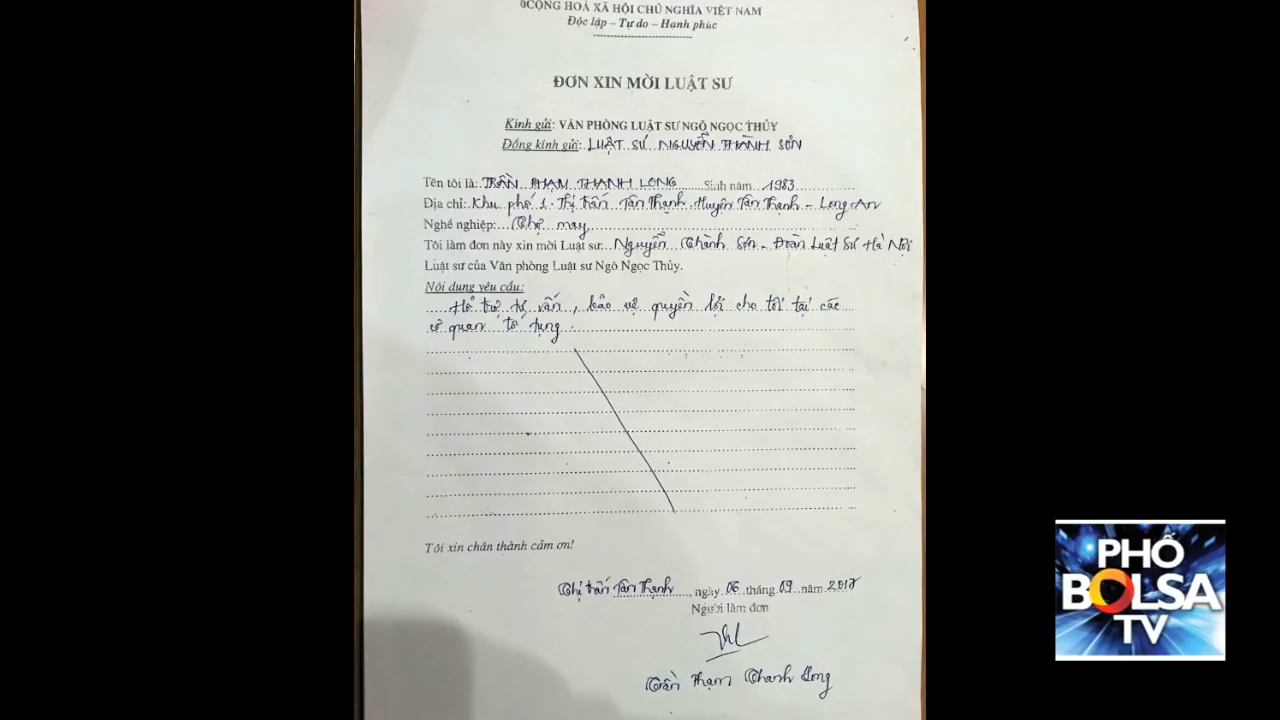 0CỘNG HOÀ XÃ HỘI CHỦ NGHĨA VIỆT NAM
Độc lập – Tự do – Hạnh phúc
ĐƠN XIN MỜI LUẬT SƯ
Kính gửi: VĂN PHÒNG LUẬT SƯ NGÔ NGỌC THỦY
Đồng kính gửi: LUẬT SƯ NGUYỄN THÀNH SƠN
Tên tôi là: TRẦN PHẠM THANH LONG Sinh năm 1983
Địa chỉ: Khu phố 1. Thị trấn Tân Thạnh. Huyện Tân Thạnh – Long An
Nghề nghiệp: Thợ may
Tôi làm đơn này xin mời Luật sư: Nguyễn Thành Sơn – Đoàn Luật Sư Hà Nội
Luật sư của Văn phòng Luật sư Ngô Ngọc Thủy.
Nội dung yêu cầu:
Hỗ trợ tư vấn, bảo vệ quyền lợi cho tôi tại các
cơ quan tố tụng.
Tôi xin chân thành cảm ơn!
Thị trấn Tân Thạnh, ngày 06 tháng 09 năm 2017
Người làm đơn
Trần Phạm Thanh Long
PHỐ
BOLSA
TV